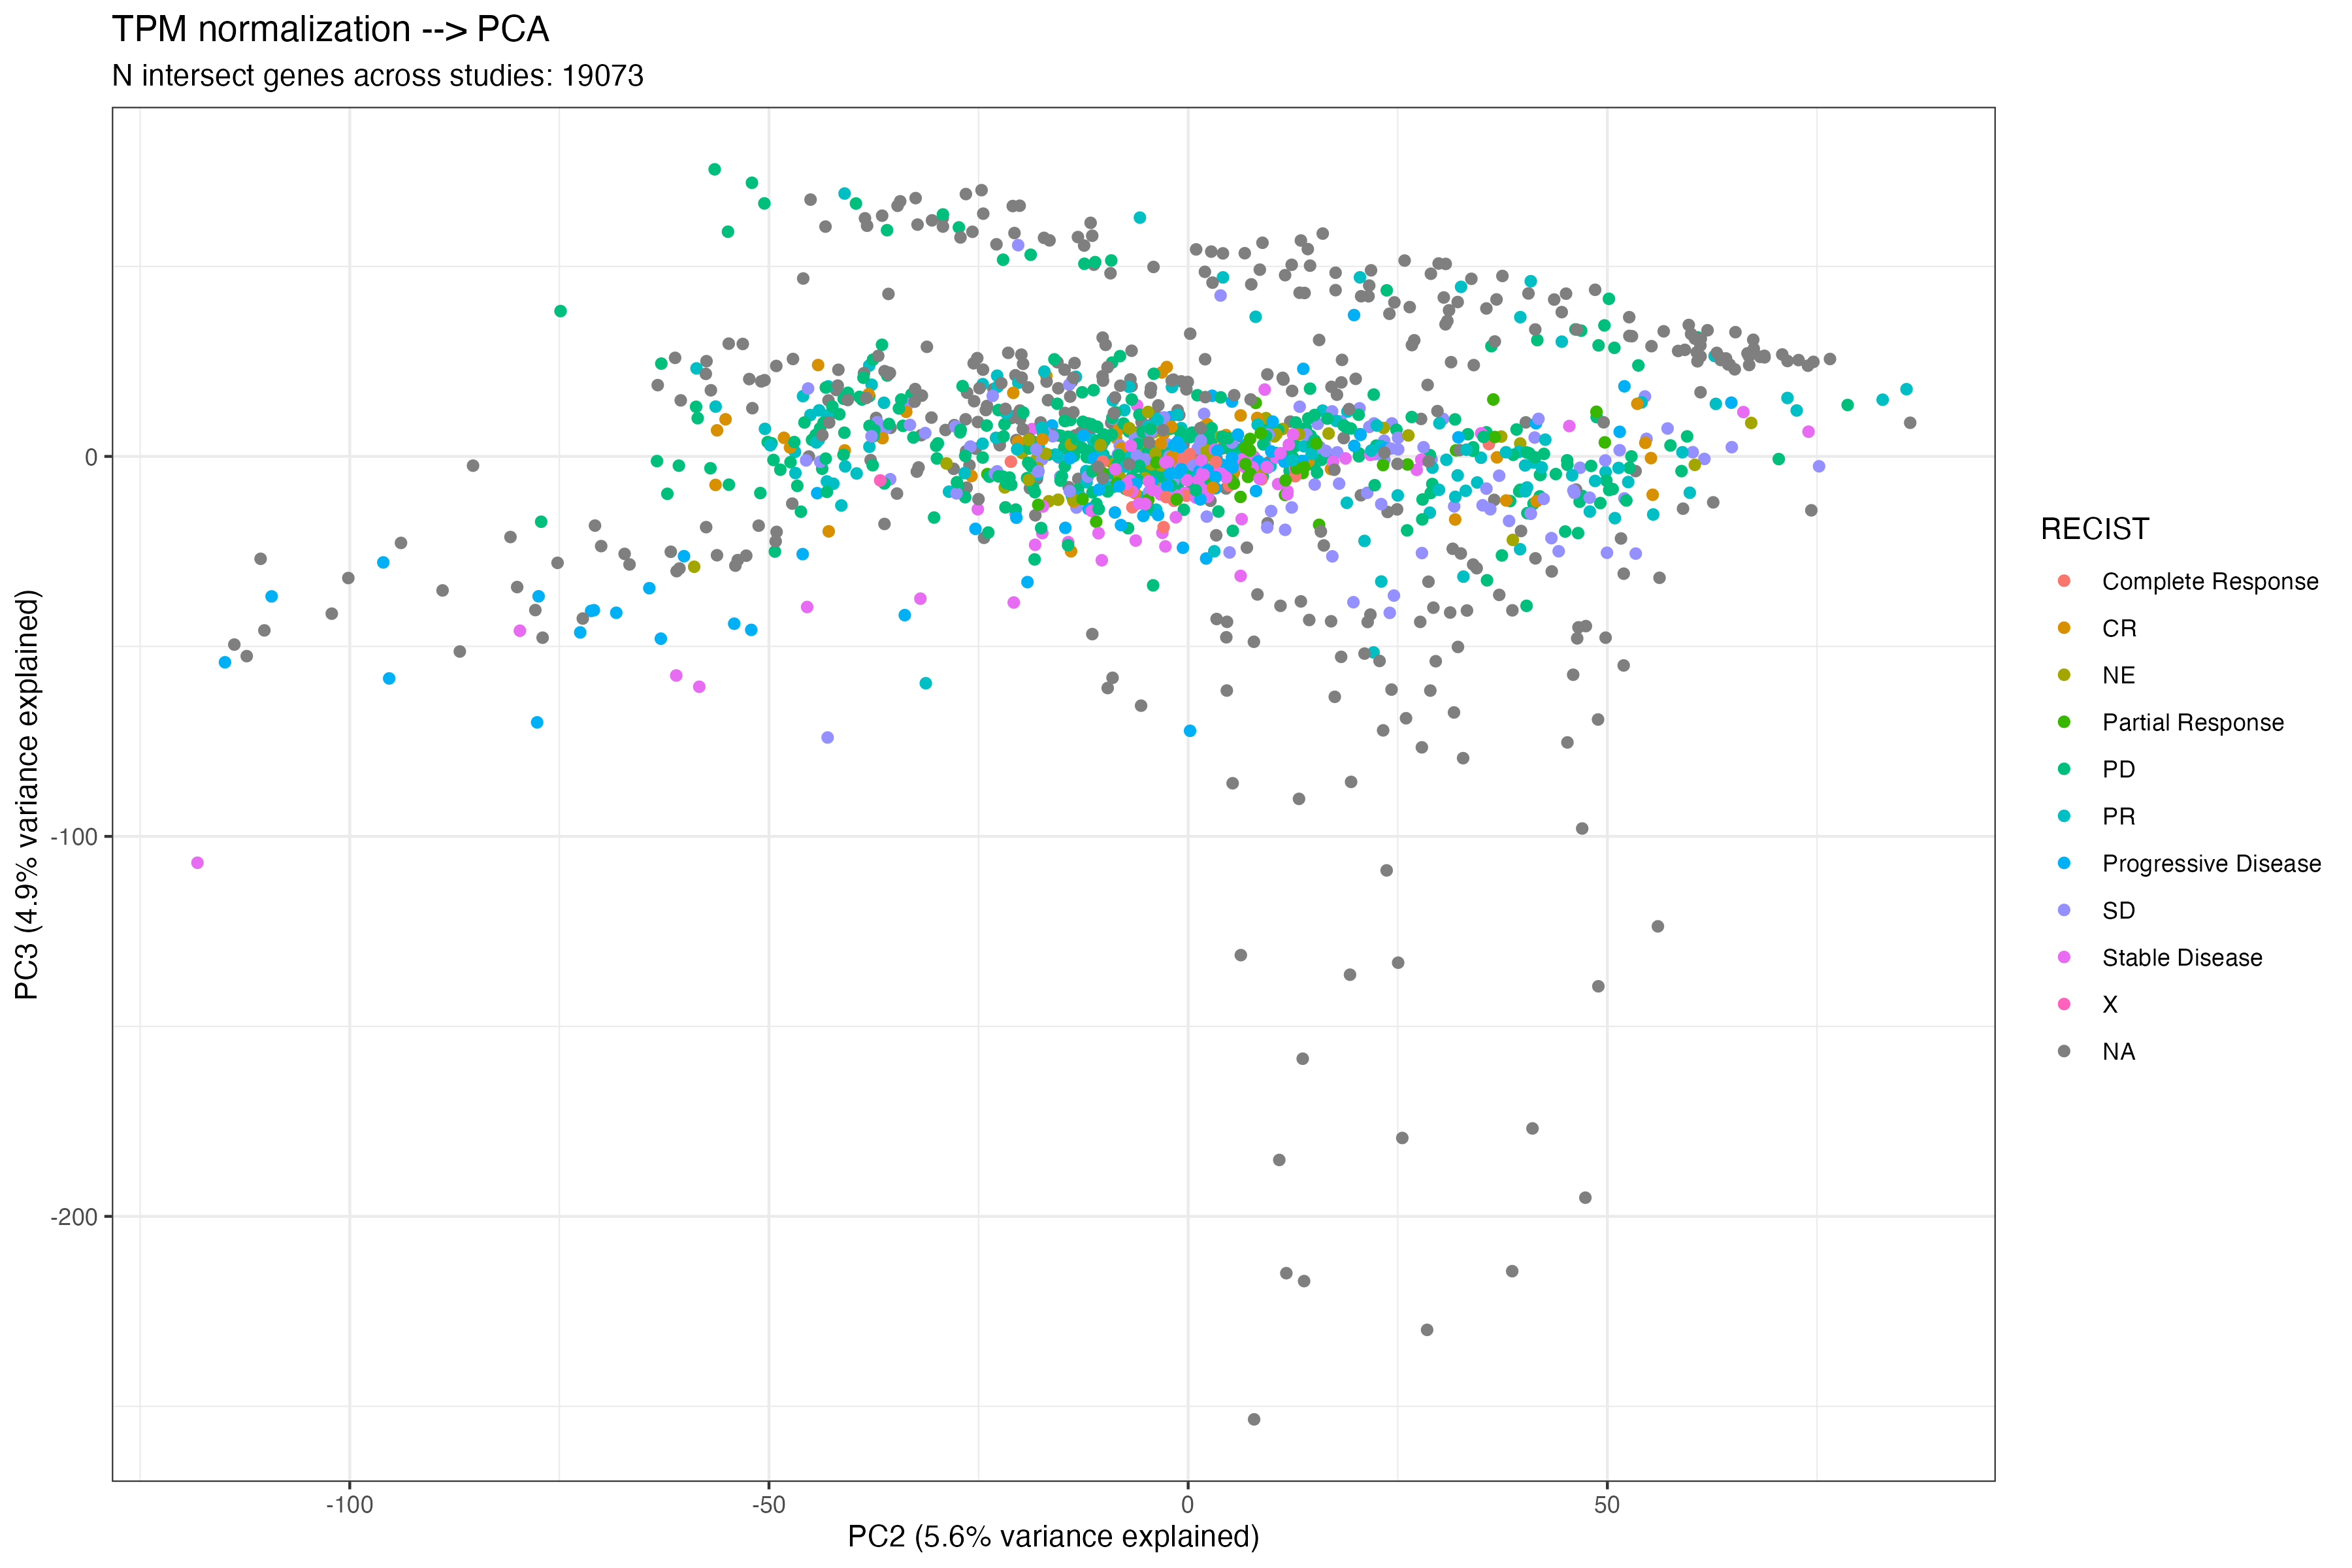 TPM normalization --> PCA
N intersect genes across studies: 19073
PC3 (4.9% variance explained)
0
-100
-200
-100
-50
0
50
PC2 (5.6% variance explained)
RECIST
Complete Response
CR
NE
Partial Response
PD
PR
Progressive Disease
SD
Stable Disease
X
NA